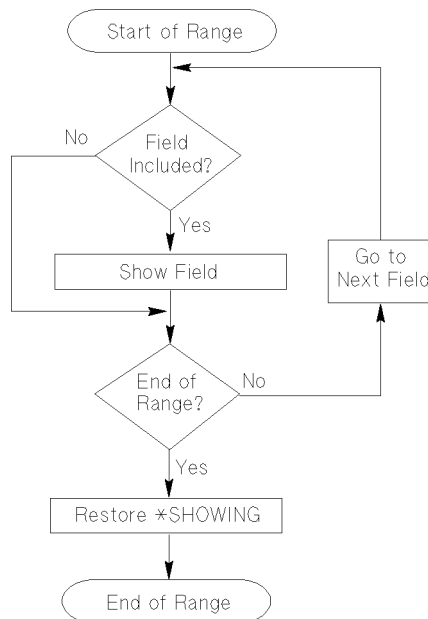 Start of Range
No
Field
Included?
Yes
Show Field
Go to
Next Field
End of
Range?
No
Yes
Restore *SHOWING
End of Range